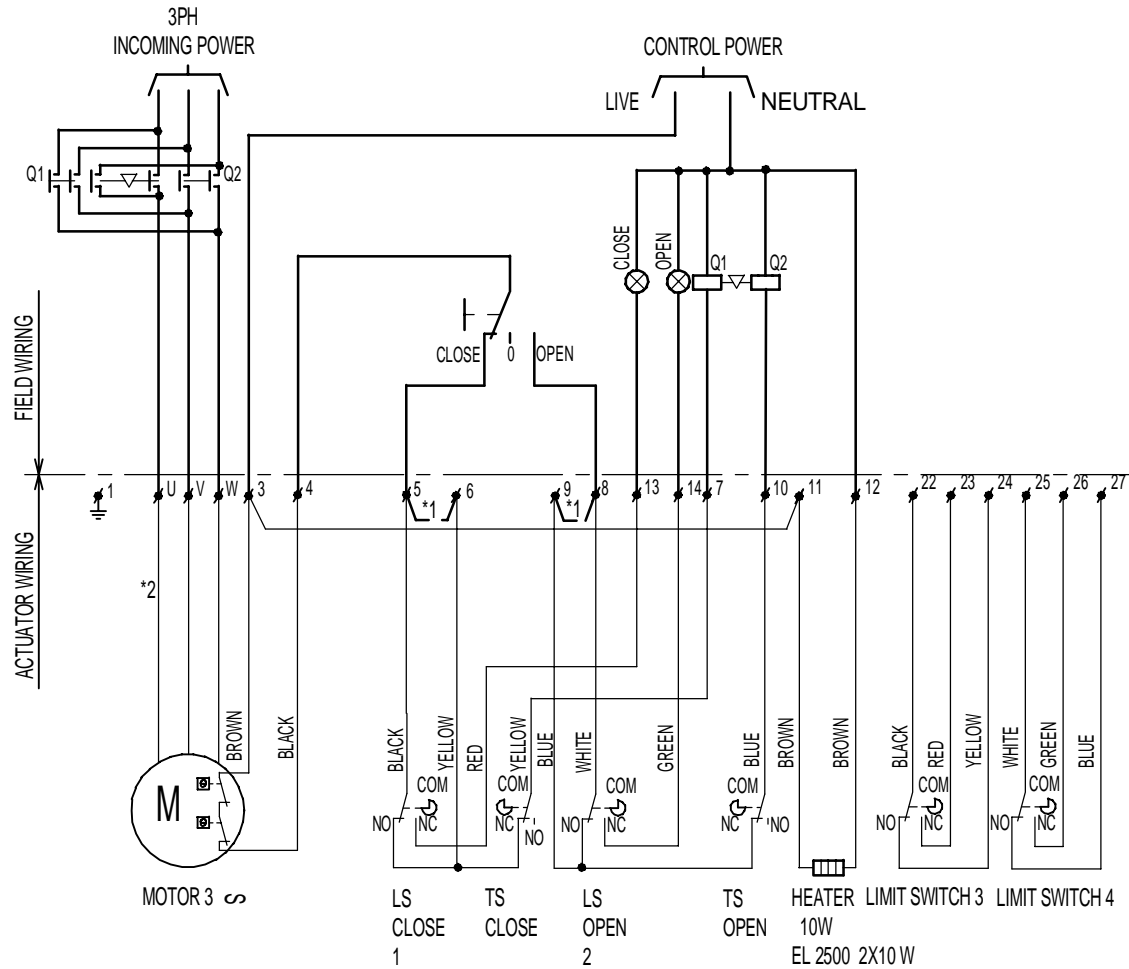 3PH
INCOMING POWER
CONTROL POWER
LIVE
NEUTRAL
Q1
Q2
CLOSE
OPEN
Q1
Q2
CLOSE
0
OPEN
FIELD WIRING
ACTUATOR WIRING
1
U
V
W
3
4
5
6
9
8
13
14
7
10
11
12
22
23
24
25
26
27
*1
*1
*2
BROWN
BLACK
BLACK
YELLOW
RED
YELLOW
BLUE
WHITE
GREEN
BLUE
BROWN
BROWN
BLACK
RED
YELLOW
WHITE
GREEN
BLUE
M
COM
NO
NC
COM
NO
COM
NO
NC
COM
NC
NO
COM
NO
NC
COM
NO
NC
MOTOR 3 S
LS
CLOSE
1
TS
CLOSE
LS
OPEN
2
TS
OPEN
HEATER
10W
EL 2500 2X10 W
LIMIT SWITCH 3
LIMIT SWITCH 4